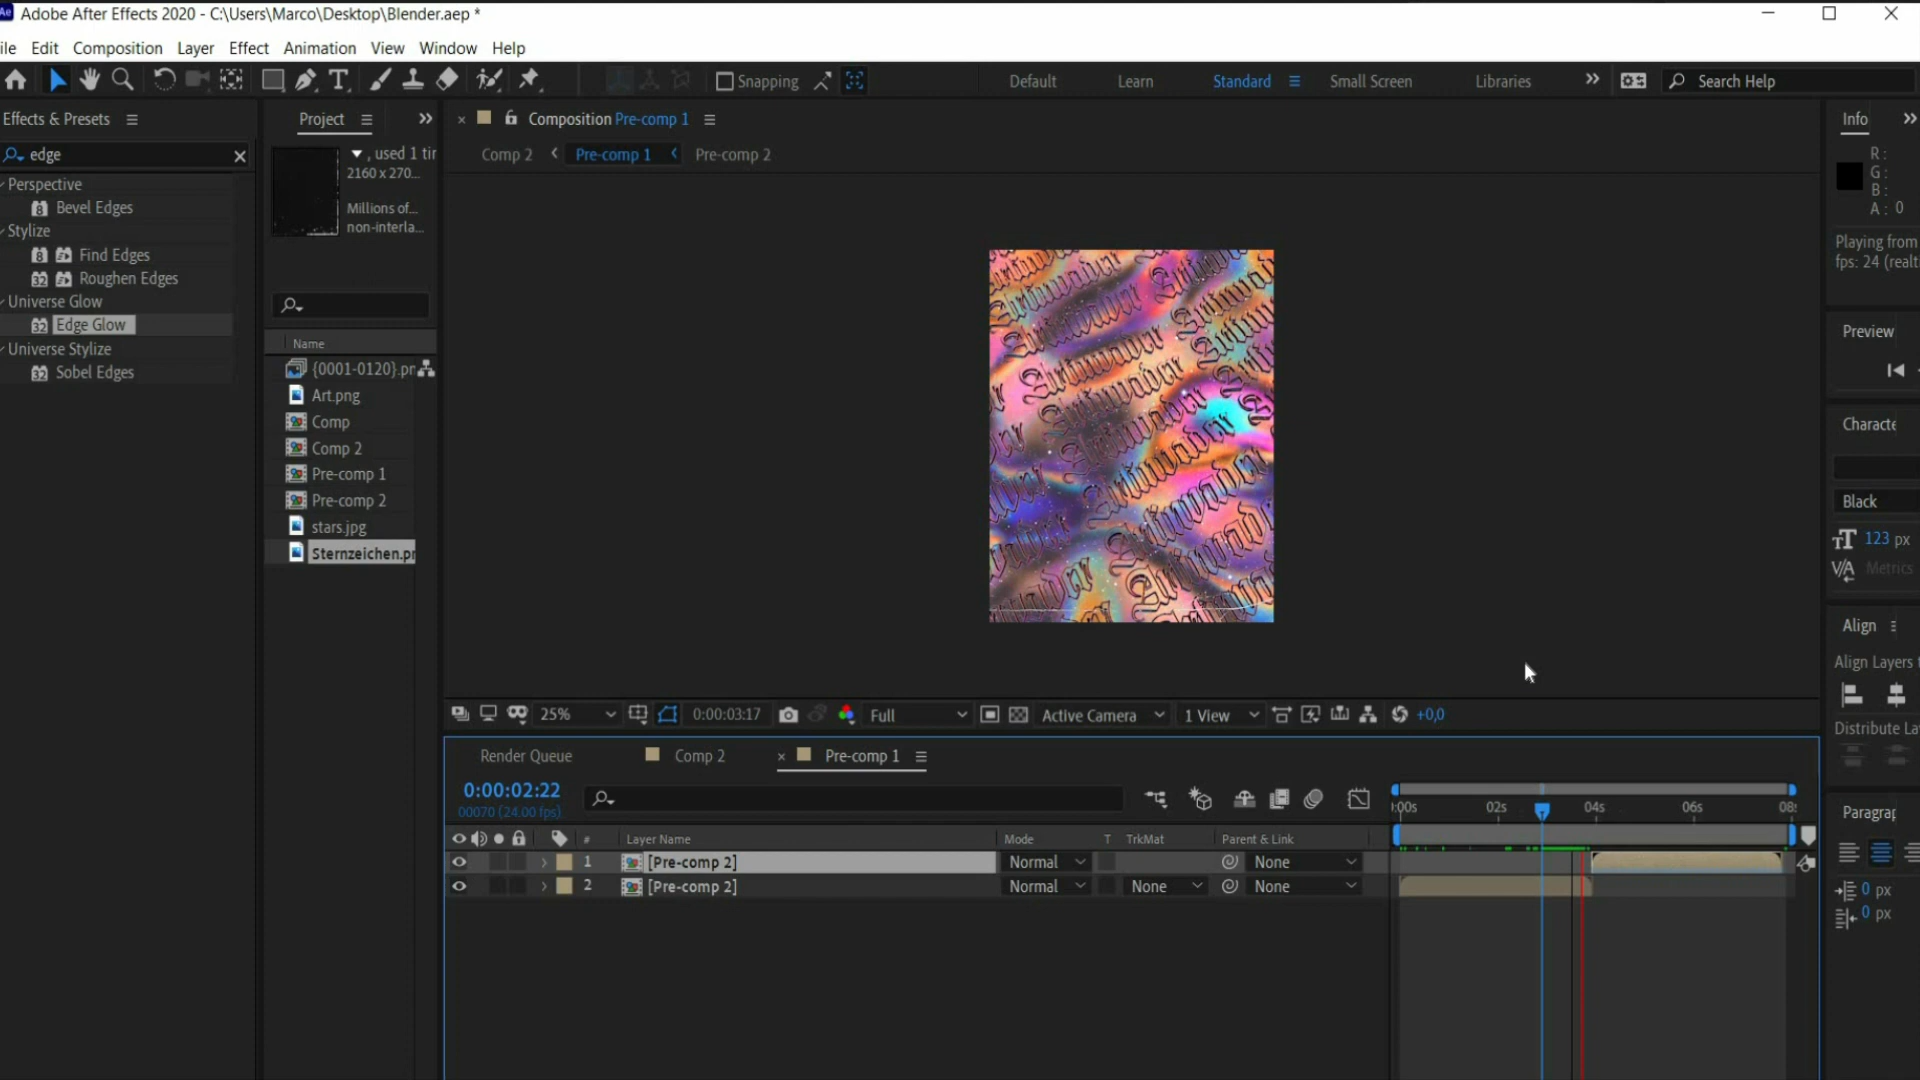 Adobe After Effects 2020 - C:\Users\Marco\Desktop\Blender.aep *
ile Edit Composition Layer Effect Animation View Window Help
Snapping
Default Learn Standard Small Screen Libraries
Search Help
Effects & Presets
edge
Perspective
Bevel Edges
Stylize
Find Edges
Roughen Edges
Universe Glow
Edge Glow
Universe Stylize
Sobel Edges
Project
, used 1 tir
2160 x 270...
Millions of...
non-interla...
Name
{0001-0120}.pr
Art.png
Comp
Comp 2
Pre-comp 1
Pre-comp 2
stars.jpg
Sternzeichen.pr
Composition Pre-comp 1
Comp 2 Pre-comp 1 Pre-comp 2
25% 0:00:03:17 Full Active Camera 1 View +0,0
Render Queue Comp 2 × Pre-comp 1
0:00:02:22
00070 (24.00 fps)
# Layer Name Mode T TrkMat Parent & Link
1 [Pre-comp 2] Normal None
2 [Pre-comp 2] Normal None None
):00s 02s 04s 06s 08s
Info
R :
G :
B :
A : 0
Playing from
fps: 24 (realti
Preview
Characte
Black
123 px
Metrics
Align
Align Layers t
Distribute La
Paragrap
0 px
0 px